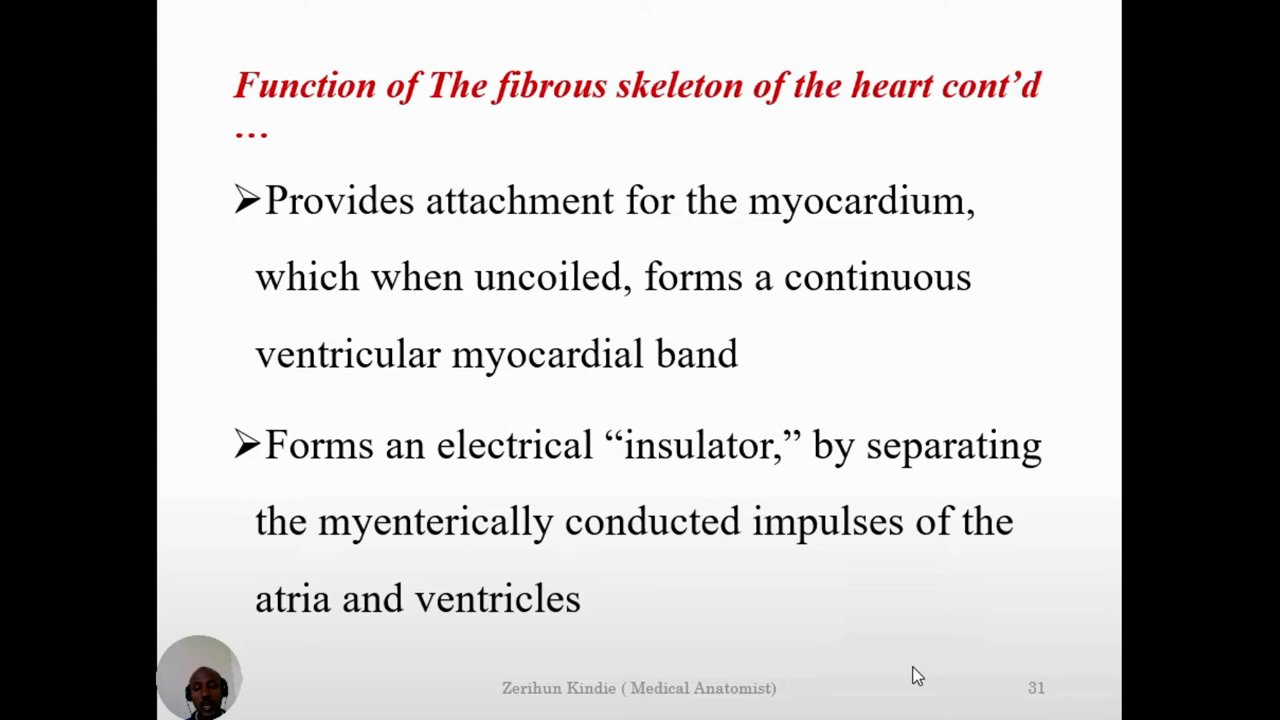 Function of The fibrous skeleton of the heart cont’d
…
➢Provides attachment for the myocardium,
which when uncoiled, forms a continuous
ventricular myocardial band
➢Forms an electrical “insulator,” by separating
the myenterically conducted impulses of the
atria and ventricles
Zerihun Kindie ( Medical Anatomist)
31